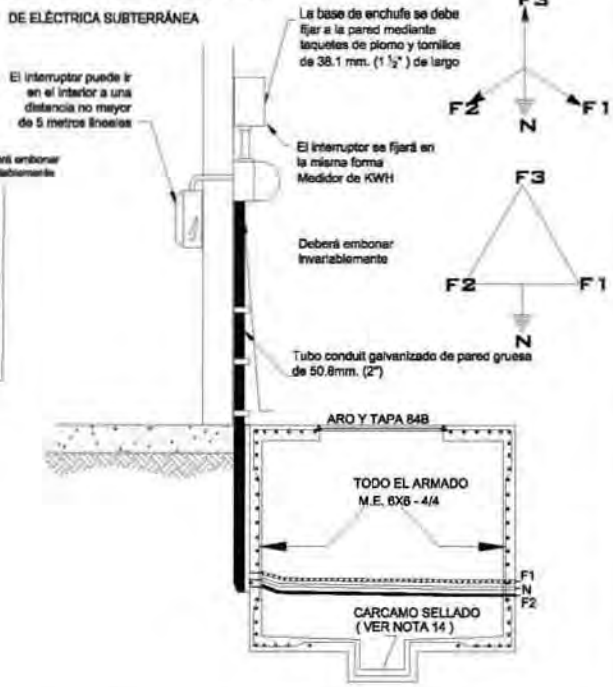 DE ELÉCTRICA SUBTERRÁNEA
La base de enchufe se debe
fijar a la pared mediante
taquetes de plomo y tornillos
de 38.1 mm. (1 ½" ) de largo
El interruptor puede ir
en el interior a una
distancia no mayor
de 5 metros lineales
embonar
El interruptor se fijará en
la misma forma
Medidor de KWH
Deberá embonar
Invariablemente
Tubo conduit galvanizado de pared gruesa
de 50.8mm. (2")
F3
F2
F1
N
F3
F2
F1
N
ARO Y TAPA 84B
TODO EL ARMADO
M.E. 6X6 - 4/4
F1
N
F2
CARCAMO SELLADO
( VER NOTA 14 )